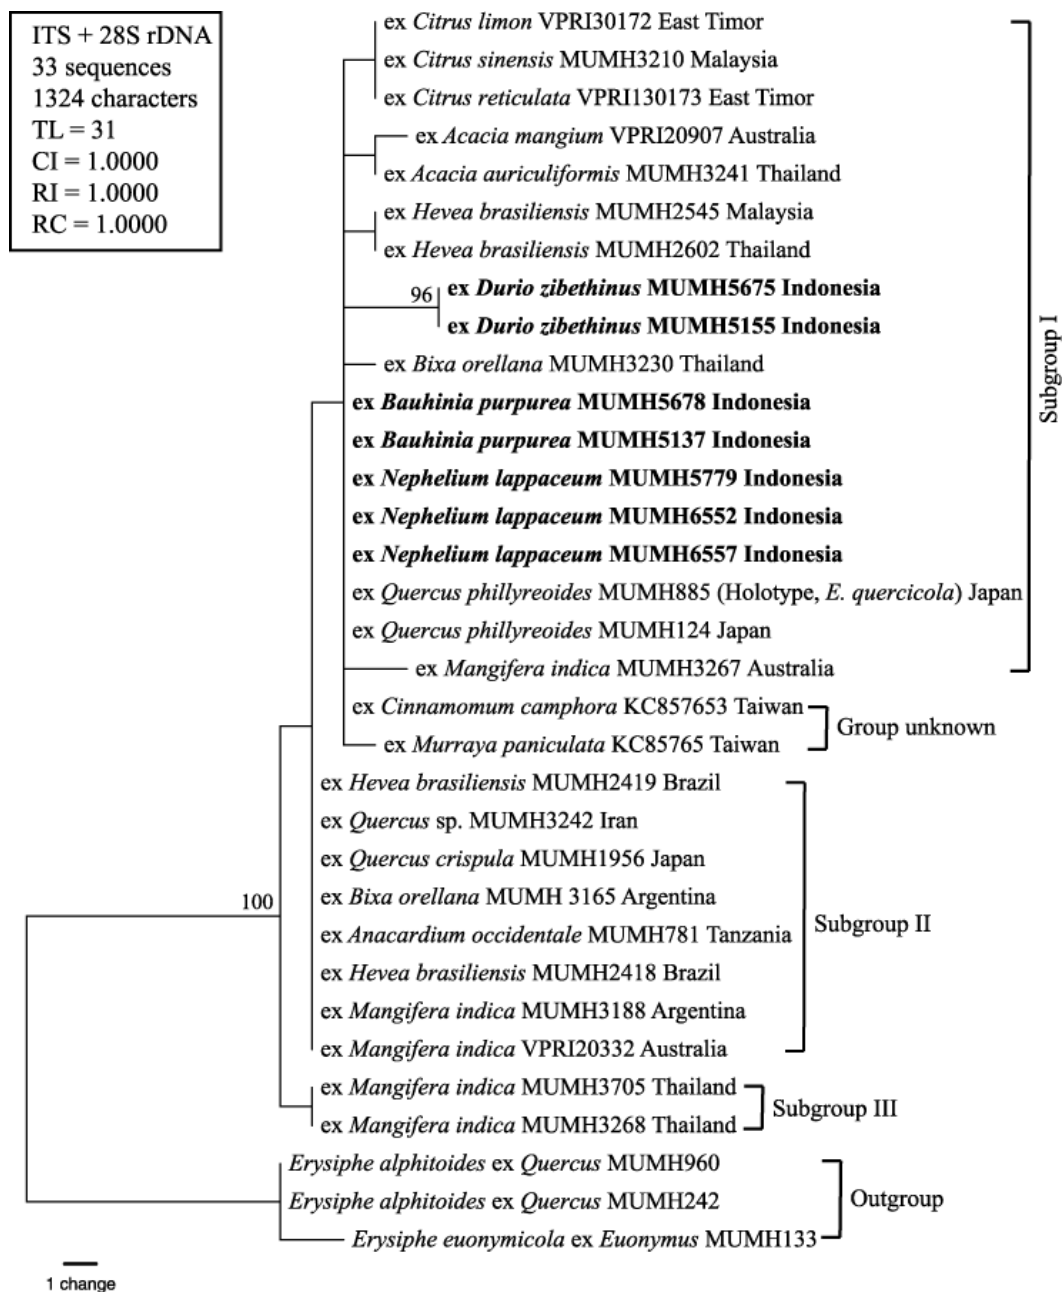 ITS + 28S rDNA
33 sequences
1324 characters
TL = 31
CI = 1.0000
RI = 1.0000
RC = 1.0000
ex Citrus limon VPRI30172 East Timor
ex Citrus sinensis MUMH3210 Malaysia
ex Citrus reticulata VPRI130173 East Timor
ex Acacia mangium VPRI20907 Australia
ex Acacia auriculiformis MUMH3241 Thailand
ex Hevea brasiliensis MUMH2545 Malaysia
ex Hevea brasiliensis MUMH2602 Thailand
96
ex Durio zibethinus MUMH5675 Indonesia
ex Durio zibethinus MUMH5155 Indonesia
ex Bixa orellana MUMH3230 Thailand
ex Bauhinia purpurea MUMH5678 Indonesia
ex Bauhinia purpurea MUMH5137 Indonesia
ex Nephelium lappaceum MUMH5779 Indonesia
ex Nephelium lappaceum MUMH6552 Indonesia
ex Nephelium lappaceum MUMH6557 Indonesia
ex Quercus phillyreoides MUMH885 (Holotype, E. quercicola) Japan
ex Quercus phillyreoides MUMH124 Japan
ex Mangifera indica MUMH3267 Australia
Subgroup I
ex Cinnamomum camphora KC857653 Taiwan
ex Murraya paniculata KC85765 Taiwan
Group unknown
ex Hevea brasiliensis MUMH2419 Brazil
ex Quercus sp. MUMH3242 Iran
ex Quercus crispula MUMH1956 Japan
ex Bixa orellana MUMH 3165 Argentina
100
ex Anacardium occidentale MUMH781 Tanzania
ex Hevea brasiliensis MUMH2418 Brazil
ex Mangifera indica MUMH3188 Argentina
ex Mangifera indica VPRI20332 Australia
Subgroup II
ex Mangifera indica MUMH3705 Thailand
ex Mangifera indica MUMH3268 Thailand
Subgroup III
Erysiphe alphitoides ex Quercus MUMH960
Erysiphe alphitoides ex Quercus MUMH242
Erysiphe euonymicola ex Euonymus MUMH133
Outgroup
1 change